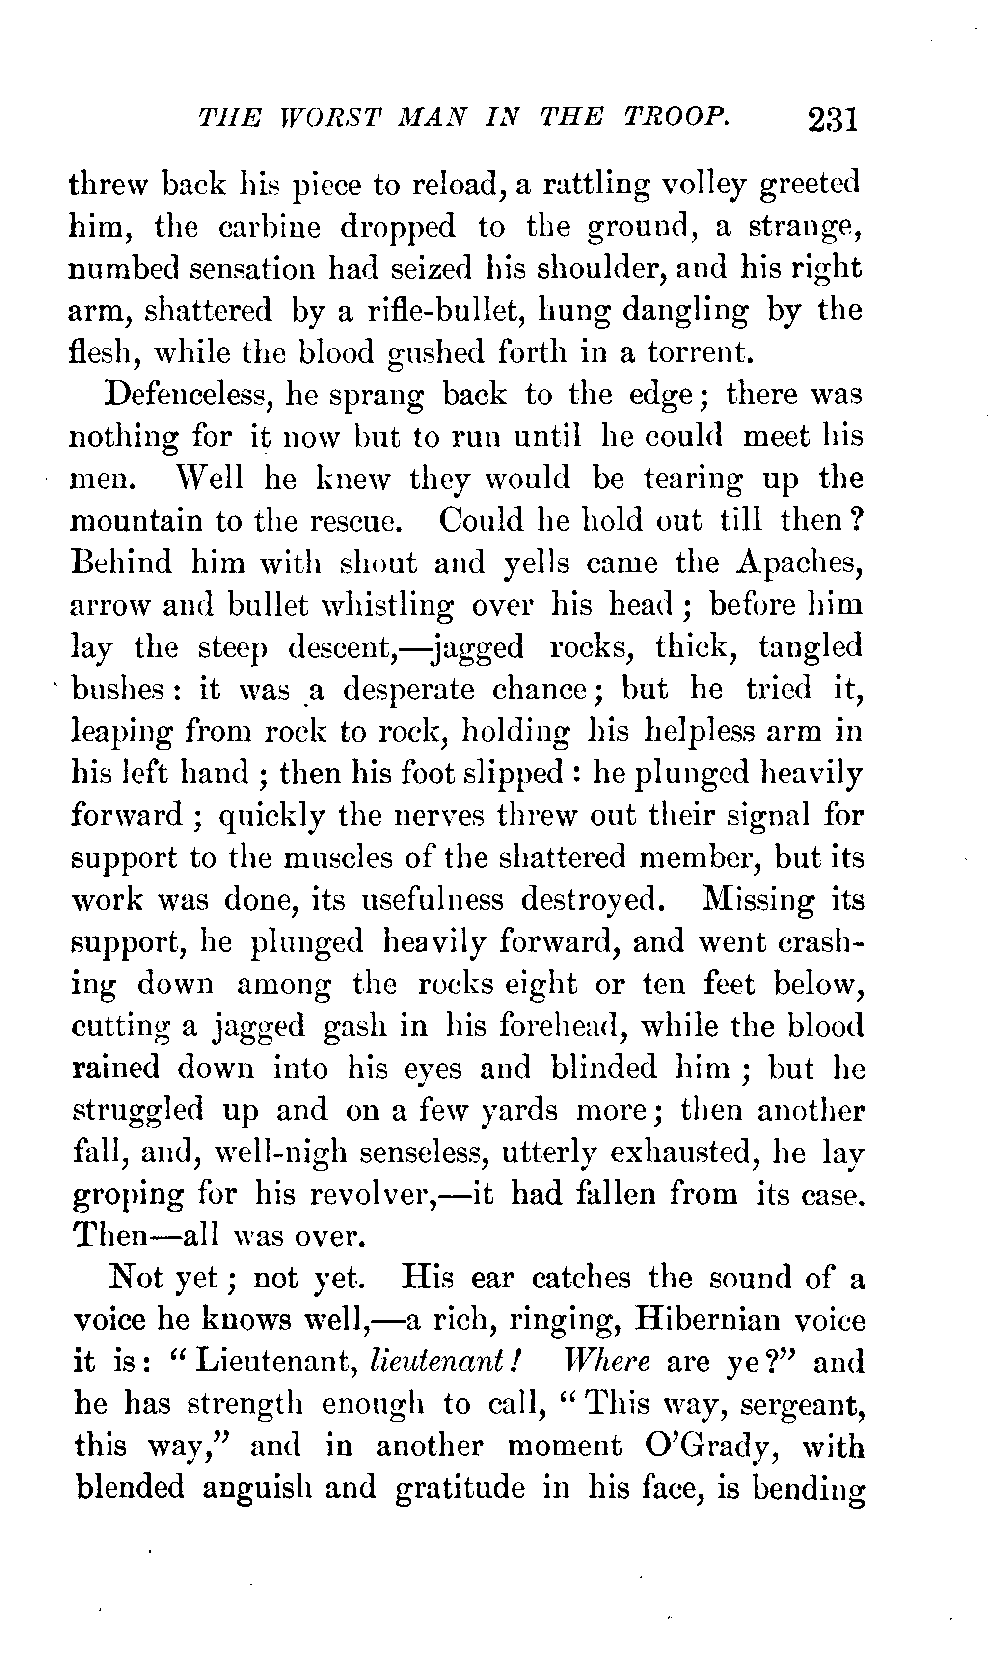 THE WORST MAN IN THE TROOP. 231
threw back his piece to reload, a rattling volley greeted
him, the carbine dropped to the ground, a strange,
numbed sensation had seized his shoulder, and his right
arm, shattered by a rifle-bullet, hung dangling by the
flesh, while the blood gushed forth in a torrent.
Defenceless, he sprang back to the edge; there was
nothing for it now but to run until he could meet his
men. Well he knew they would be tearing up the
mountain to the rescue. Could he hold out till then?
Behind him with shout and yells came the Apaches,
arrow and bullet whistling over his head; before him
lay the steep descent,—jagged rocks, thick, tangled
bushes: it was a desperate chance; but he tried it,
leaping from rock to rock, holding his helpless arm in
his left hand; then his foot slipped: he plunged heavily
forward; quickly the nerves threw out their signal for
support to the muscles of the shattered member, but its
work was done, its usefulness destroyed. Missing its
support, he plunged heavily forward, and went crash-
ing down among the rocks eight or ten feet below,
cutting a jagged gash in his forehead, while the blood
rained down into his eyes and blinded him; but he
struggled up and on a few yards more; then another
fall, and, well-nigh senseless, utterly exhausted, he lay
groping for his revolver,—it had fallen from its case.
Then—all was over.
Not yet; not yet. His ear catches the sound of a
voice he knows well,—a rich, ringing, Hibernian voice
it is: "Lieutenant, lieutenant! Where are ye?" and
he has strength enough to call, "This way, sergeant,
this way," and in another moment O'Grady, with
blended anguish and gratitude in his face, is bending